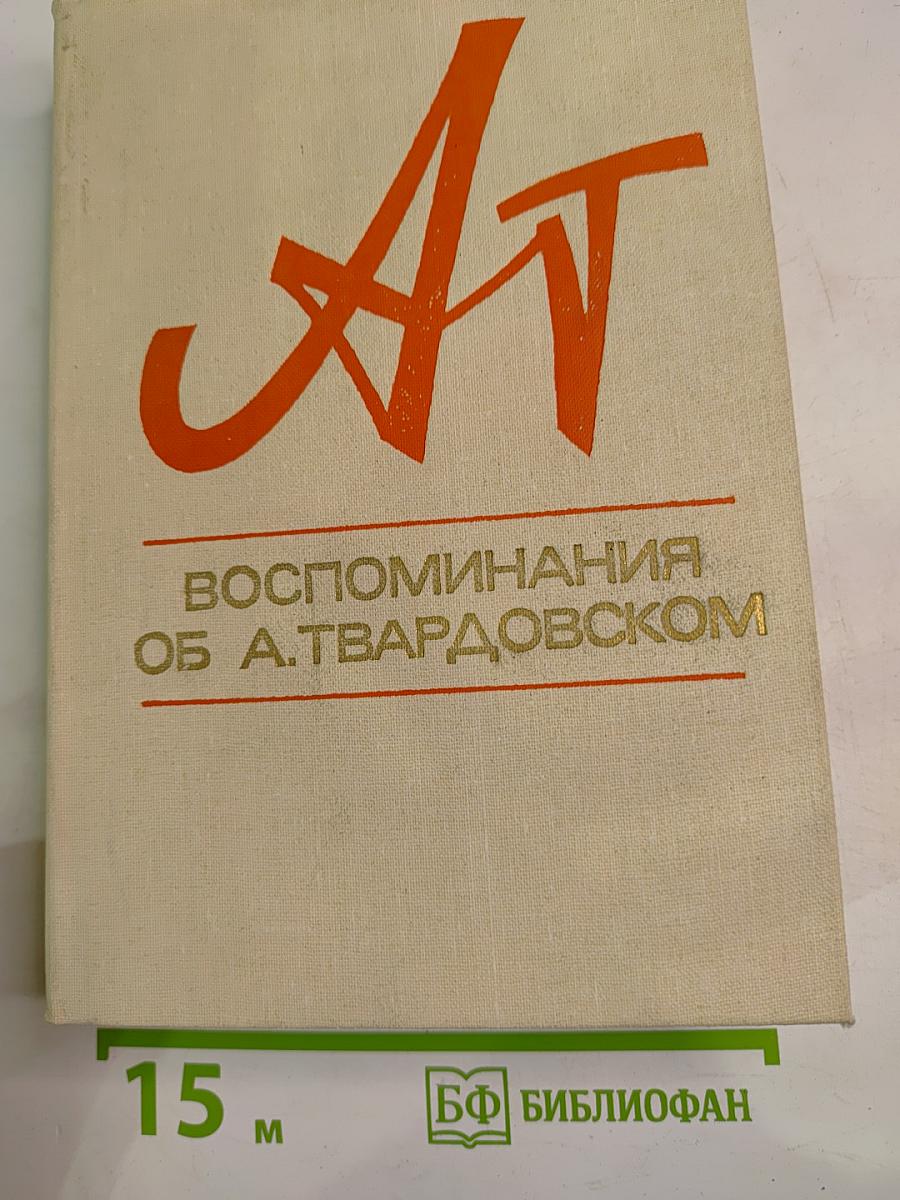 АТ
ВОСПОМИНАНИЯ
ОБ А.ТВАРДОВСКОМ
15 м
БФ БИБЛИОФАН